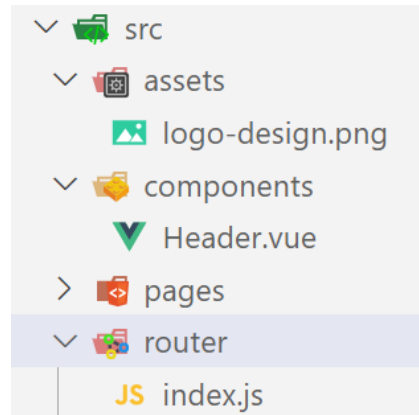 src
assets
logo-design.png
components
Header.vue
pages
router
JS index.js